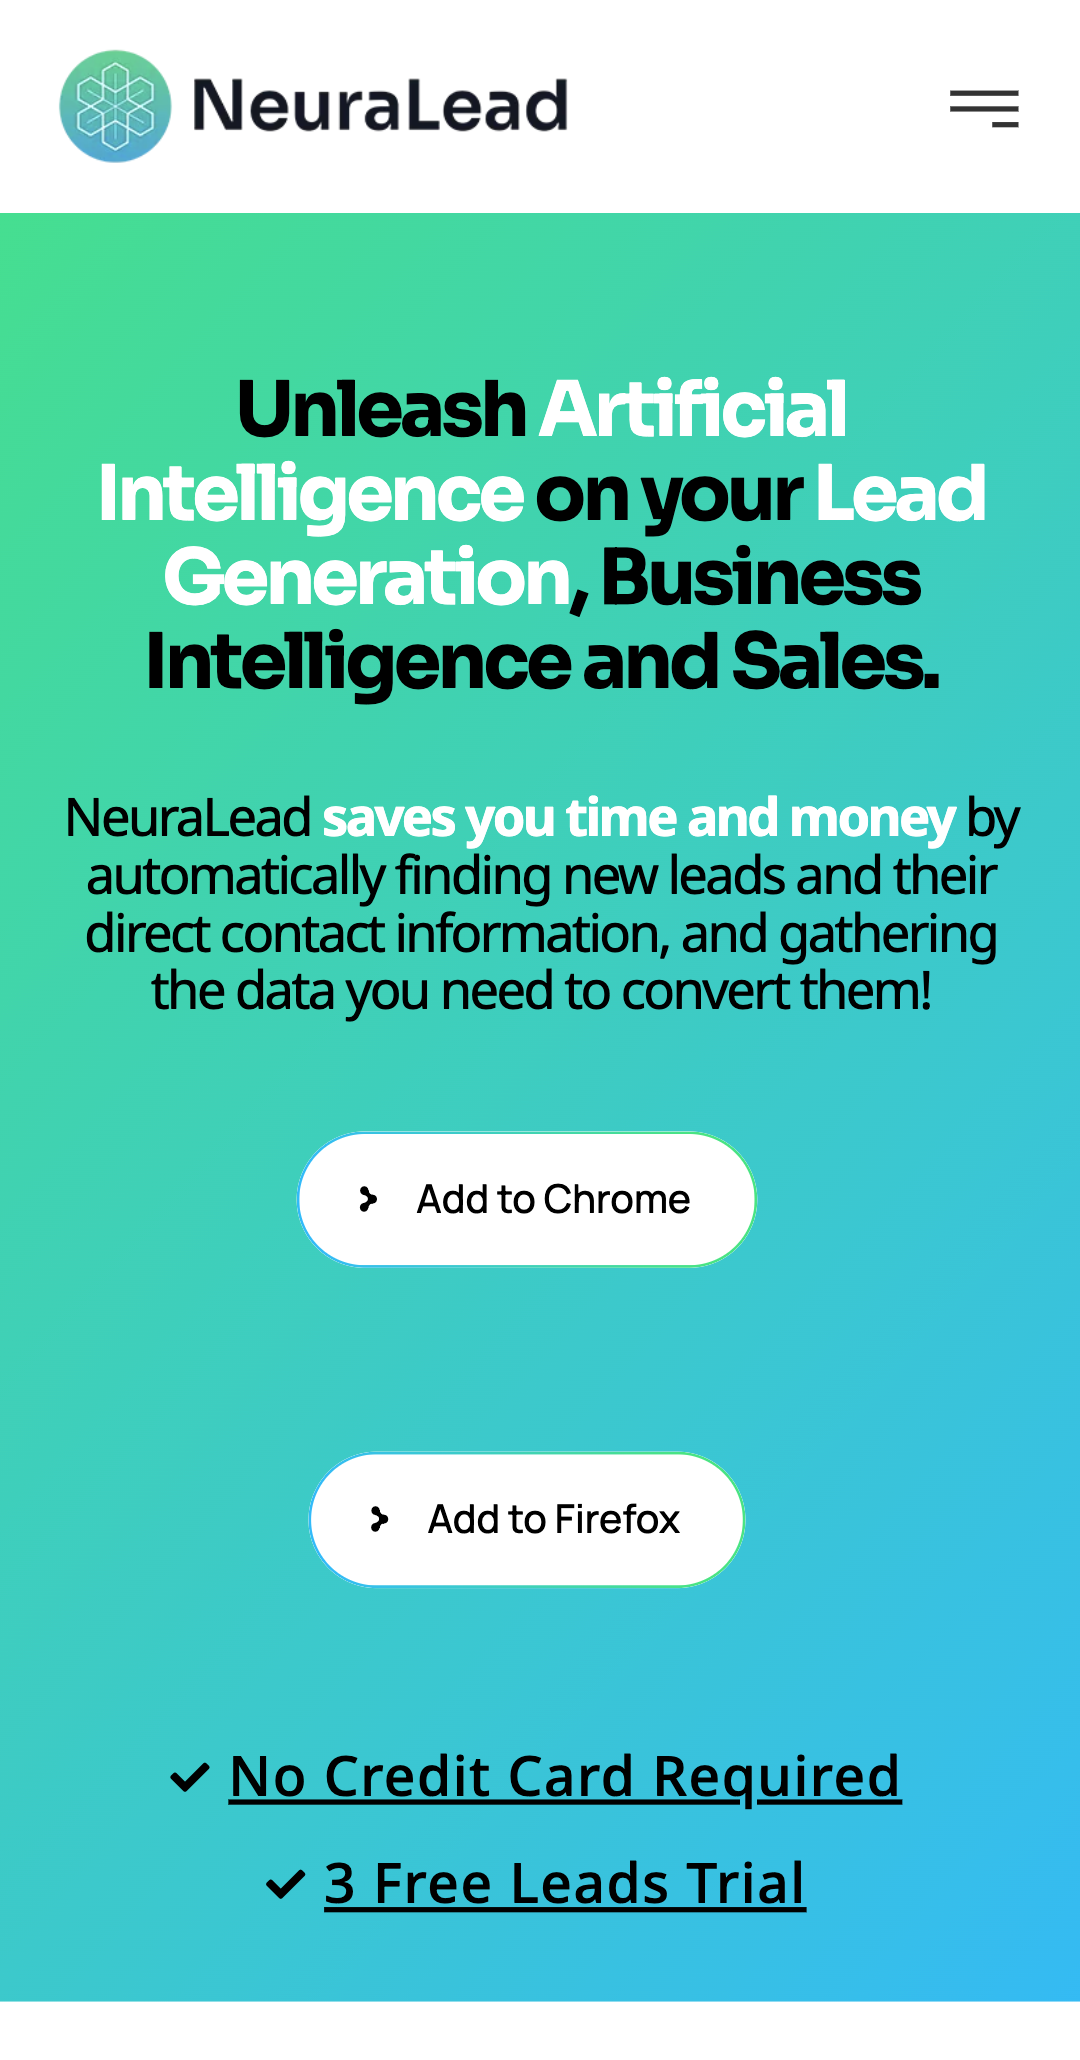 NeuraLead
Unleash Artificial
Intelligence on your Lead
Generation, Business
Intelligence and Sales.
NeuraLead saves you time and money by
automatically finding new leads and their
direct contact information, and gathering
the data you need to convert them!
Add to Chrome
Add to Firefox
No Credit Card Required
3 Free Leads Trial